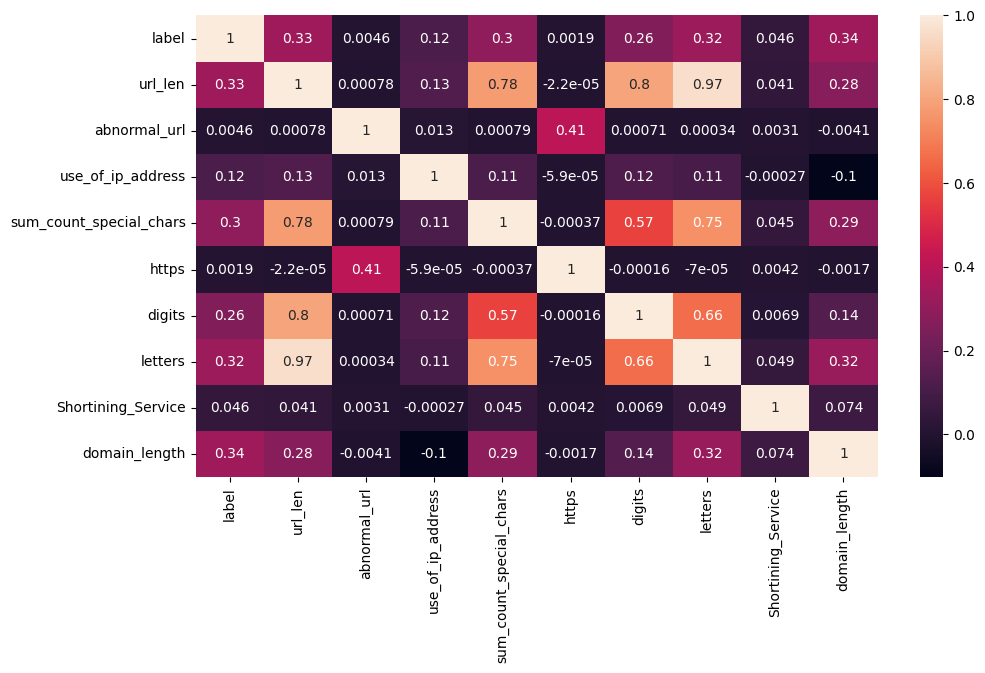 label 1 0.33 0.0046 0.12 0.3 0.0019 0.26 0.32 0.046 0.34
url_len 0.33 1 0.00078 0.13 0.78 -2.2e-05 0.8 0.97 0.041 0.28
abnormal_url 0.0046 0.00078 1 0.013 0.00079 0.41 0.00071 0.00034 0.0031 -0.0041
use_of_ip_address 0.12 0.13 0.013 1 0.11 -5.9e-05 0.12 0.11 -0.00027 -0.1
sum_count_special_chars 0.3 0.78 0.00079 0.11 1 -0.00037 0.57 0.75 0.045 0.29
https 0.0019 -2.2e-05 0.41 -5.9e-05 -0.00037 1 -0.00016 -7e-05 0.0042 -0.0017
digits 0.26 0.8 0.00071 0.12 0.57 -0.00016 1 0.66 0.0069 0.14
letters 0.32 0.97 0.00034 0.11 0.75 -7e-05 0.66 1 0.049 0.32
Shortining_Service 0.046 0.041 0.0031 -0.00027 0.045 0.0042 0.0069 0.049 1 0.074
domain_length 0.34 0.28 -0.0041 -0.1 0.29 -0.0017 0.14 0.32 0.074 1
label
url_len
abnormal_url
use_of_ip_address
sum_count_special_chars
https
digits
letters
Shortining_Service
domain_length
1.0
0.8
0.6
0.4
0.2
0.0